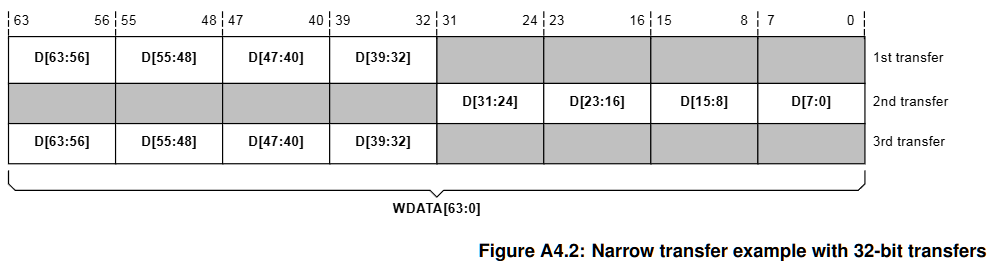 63 56 55 48 47 40 39 32 31 24 23 16 15 8 7 0
D[63:56] D[55:48] D[47:40] D[39:32] 1st transfer
D[31:24] D[23:16] D[15:8] D[7:0] 2nd transfer
D[63:56] D[55:48] D[47:40] D[39:32] 3rd transfer
WDATA[63:0]
Figure A4.2: Narrow transfer example with 32-bit transfers